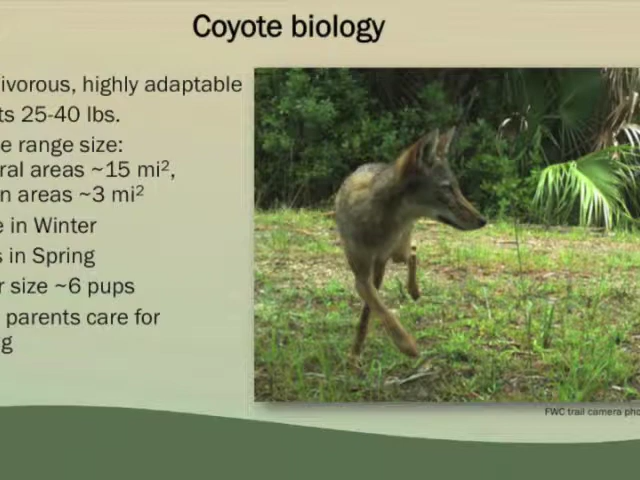 Coyote biology
ivorous, highly adaptable
ts 25-40 lbs.
e range size:
ral areas ~15 mi²,
n areas ~3 mi²
e in Winter
s in Spring
r size ~6 pups
parents care for
g
FWC trail camera pho